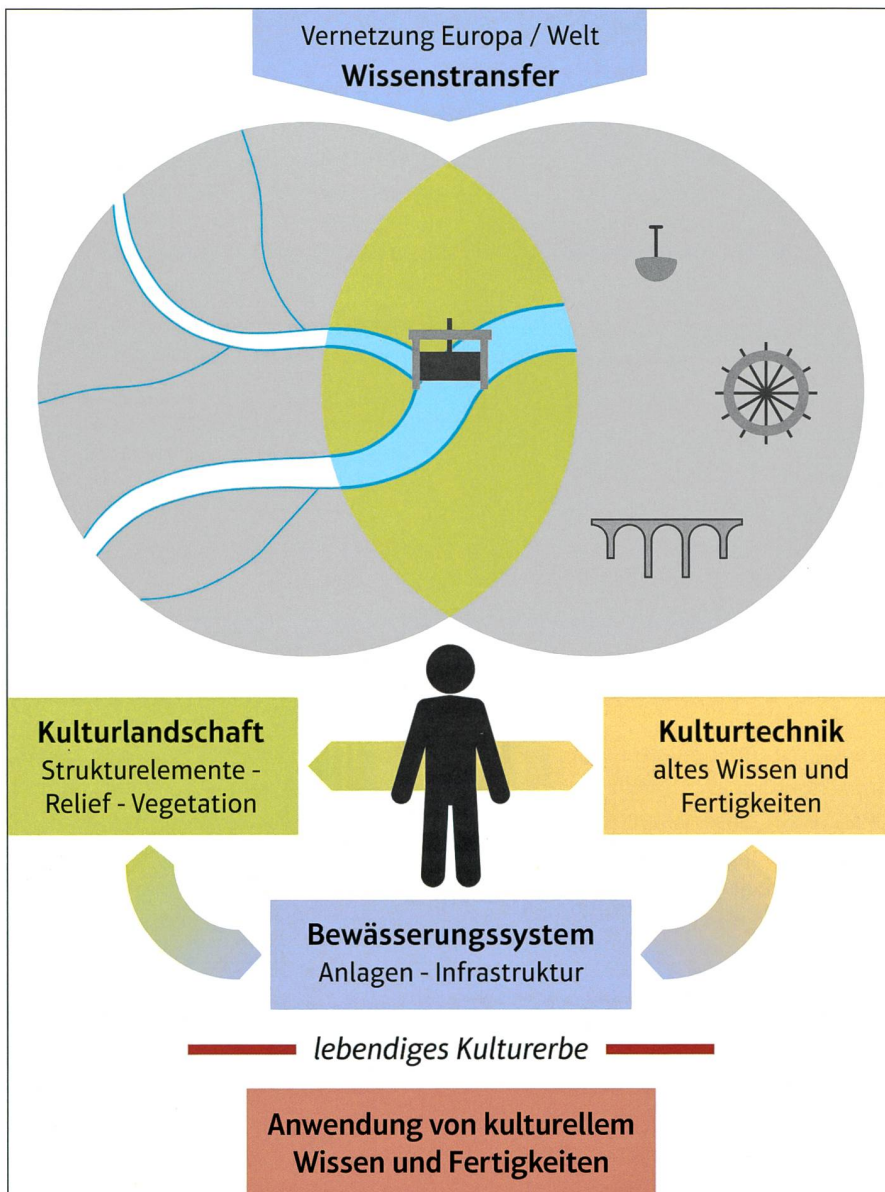 Vernetzung Europa / Welt
Wissenstransfer
Kulturlandschaft
Strukturelemente -
Relief - Vegetation
Kulturtechnik
altes Wissen und
Fertigkeiten
Bewässerungssystem
Anlagen - Infrastruktur
lebendiges Kulturerbe
Anwendung von kulturellem
Wissen und Fertigkeiten